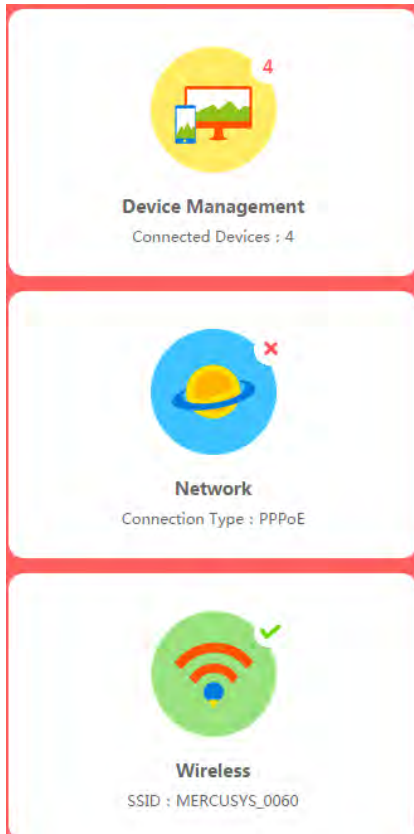 4
Device Management
Connected Devices : 4
Network
Connection Type : PPPoE
Wireless
SSID : MERCUSYS_0060